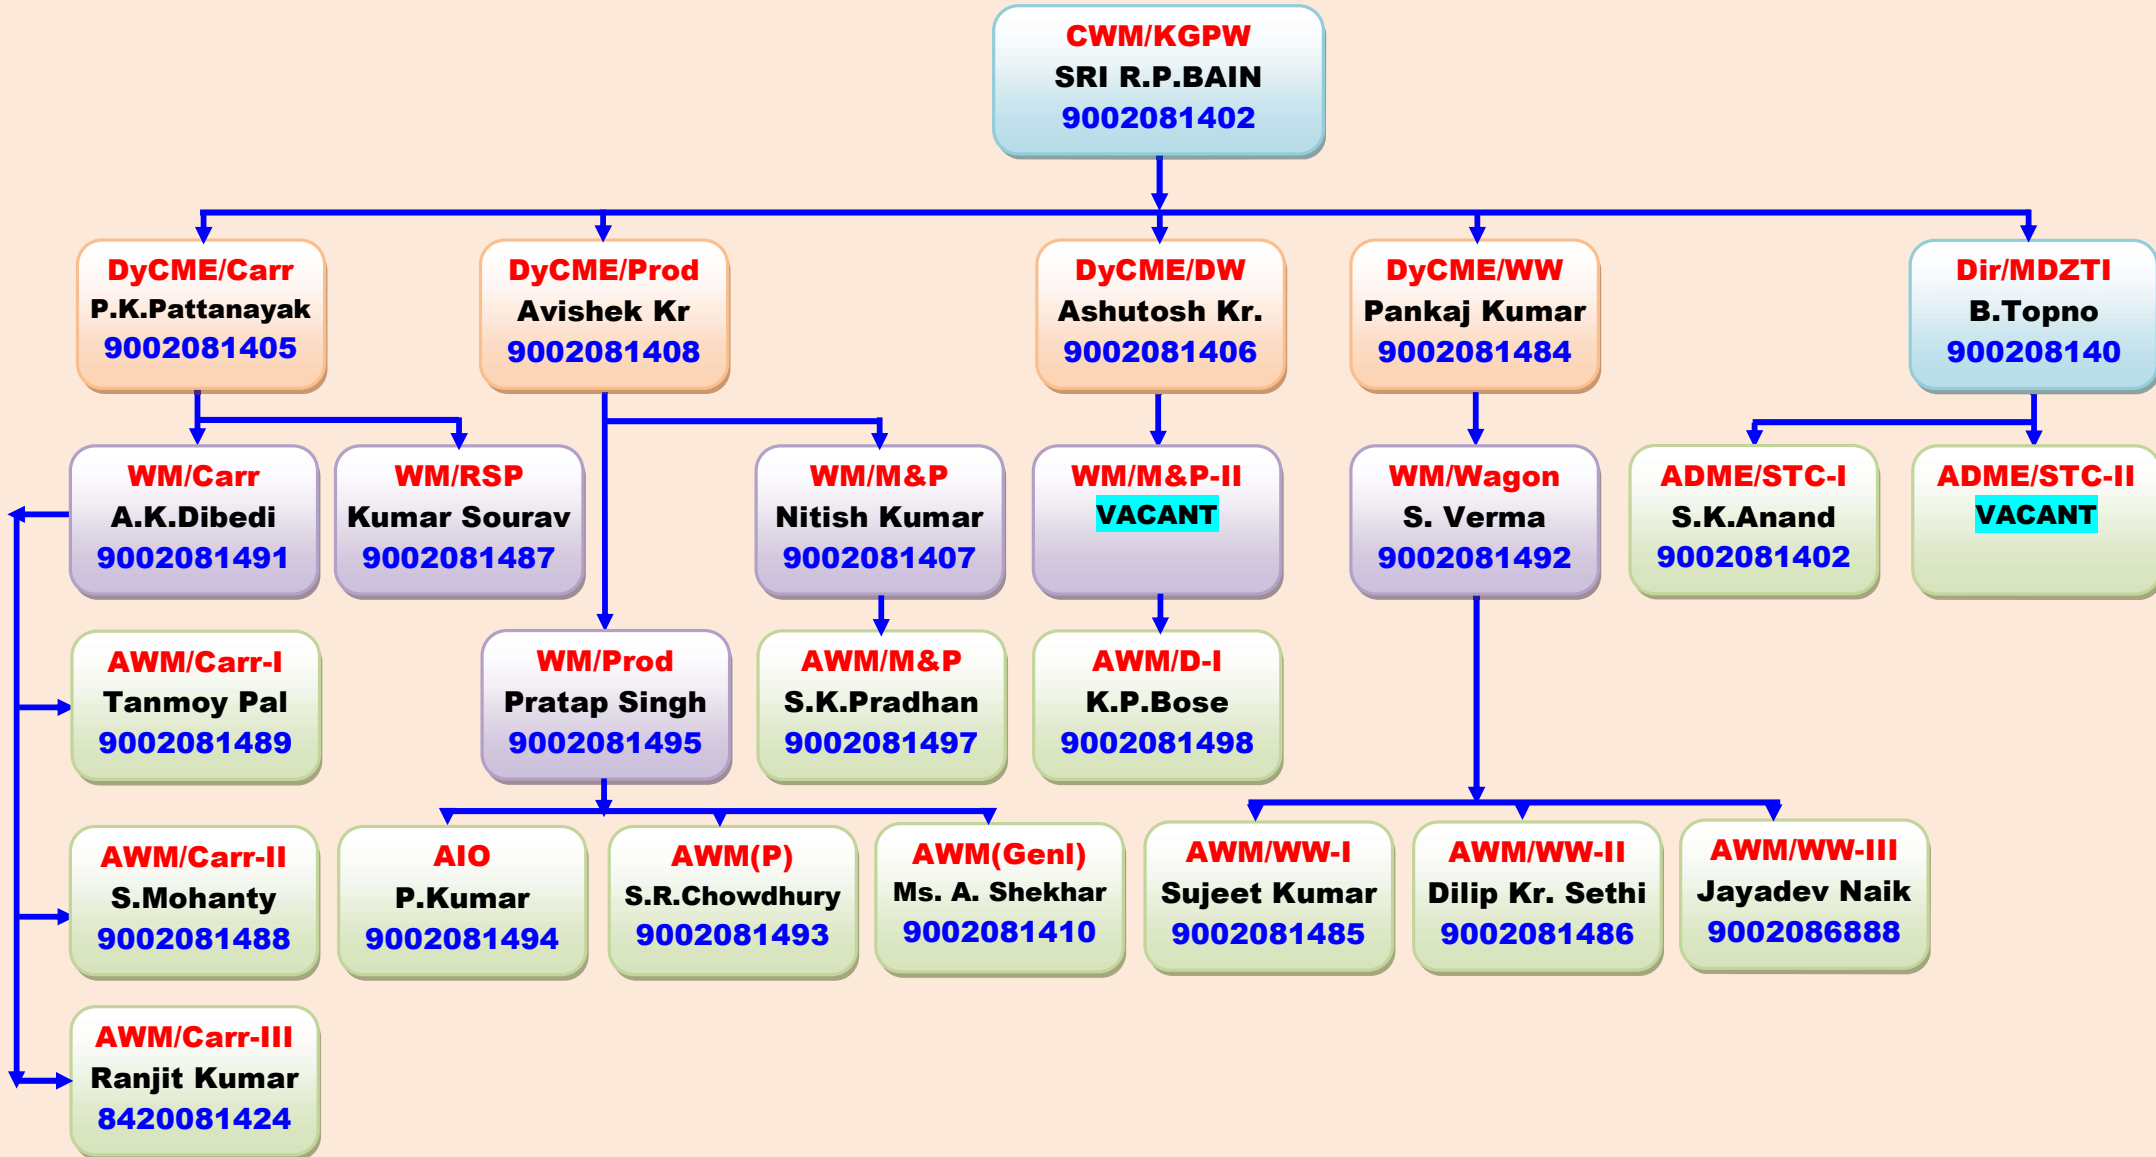 CWM/KGPW
SRI R.P.BAIN
9002081402
DyCME/Carr
P.K.Pattanayak
9002081405
DyCME/Prod
Avishek Kr
9002081408
DyCME/DW
Ashutosh Kr.
9002081406
DyCME/WW
Pankaj Kumar
9002081484
Dir/MDZTI
B.Topno
900208140
WM/Carr
A.K.Dibedi
9002081491
WM/RSP
Kumar Sourav
9002081487
WM/M&P
Nitish Kumar
9002081407
WM/M&P-II
VACANT
WM/Wagon
S. Verma
9002081492
ADME/STC-I
S.K.Anand
9002081402
ADME/STC-II
VACANT
AWM/Carr-I
Tanmoy Pal
9002081489
WM/Prod
Pratap Singh
9002081495
AWM/M&P
S.K.Pradhan
9002081497
AWM/D-I
K.P.Bose
9002081498
AWM/Carr-II
S.Mohanty
9002081488
AIO
P.Kumar
9002081494
AWM(P)
S.R.Chowdhury
9002081493
AWM(Genl)
Ms. A. Shekhar
9002081410
AWM/WW-I
Sujeet Kumar
9002081485
AWM/WW-II
Dilip Kr. Sethi
9002081486
AWM/WW-III
Jayadev Naik
9002086888
AWM/Carr-III
Ranjit Kumar
8420081424